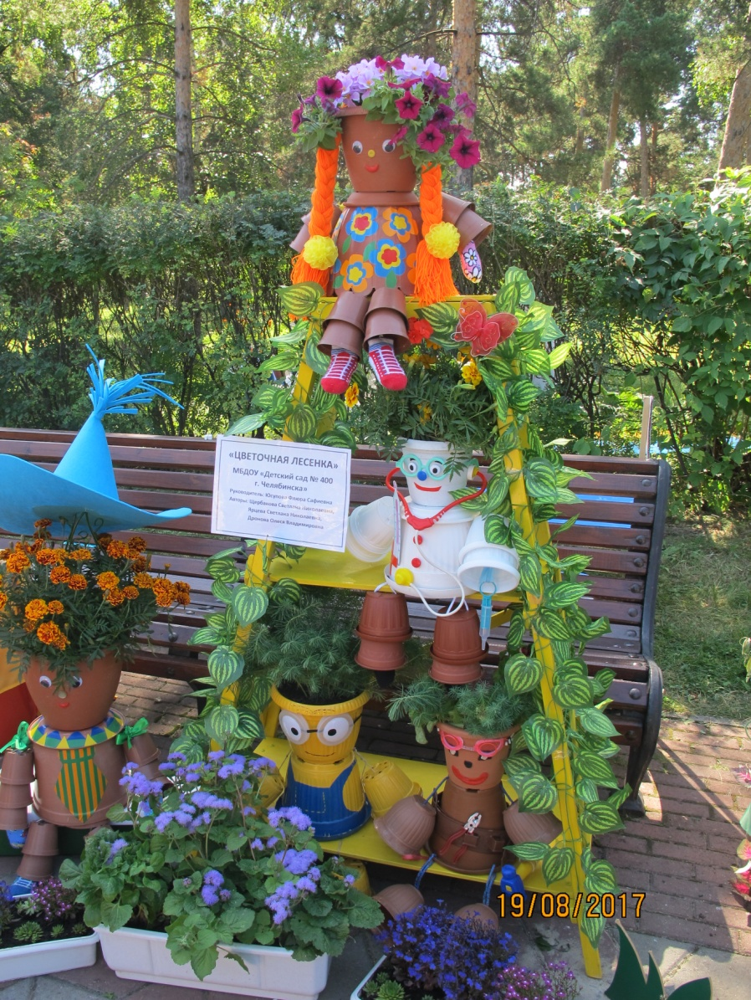 «ЦВЕТОЧНАЯ ЛЕСЕНКА»
МБДОУ «Детский сад № 400
г. Челябинска»
Руководитель: Юсупова Флюра Сафиевна
Авторы: Щербакова Светлана Николаевна,
Ярцева Светлана Николаевна,
Дронова Олеся Владимировна
19/08/2017